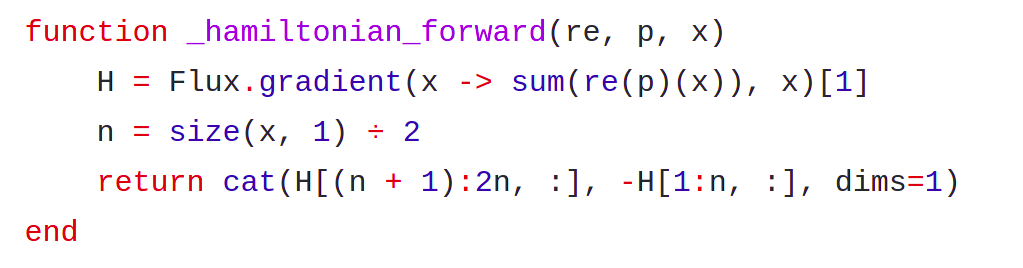 function _hamiltonian_forward(re, p, x)
    H = Flux.gradient(x -> sum(re(p)(x)), x)[1]
    n = size(x, 1) ÷ 2
    return cat(H[(n + 1):2n, :], -H[1:n, :], dims=1)
end